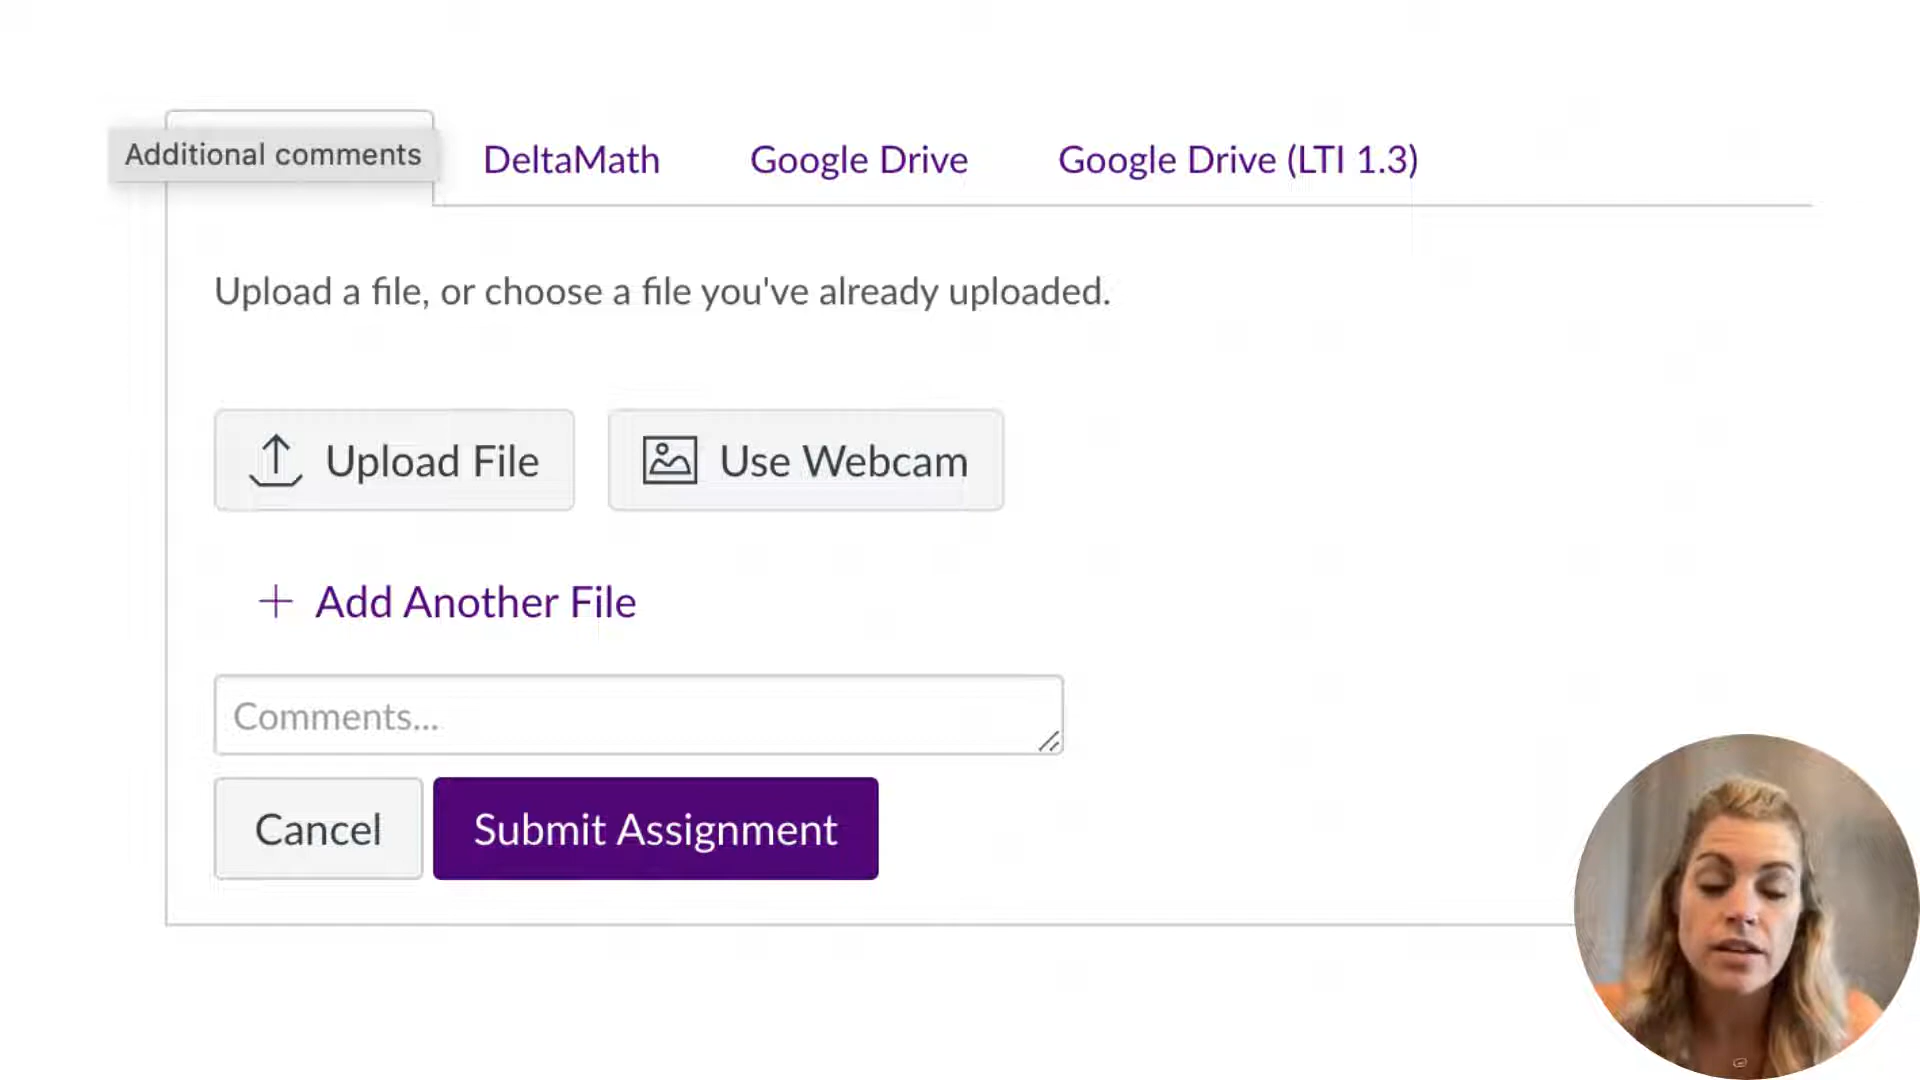 Additional comments
DeltaMath
Google Drive
Google Drive (LTI 1.3)
Upload a file, or choose a file you've already uploaded.
Upload File
Use Webcam
+ Add Another File
Comments...
Cancel
Submit Assignment